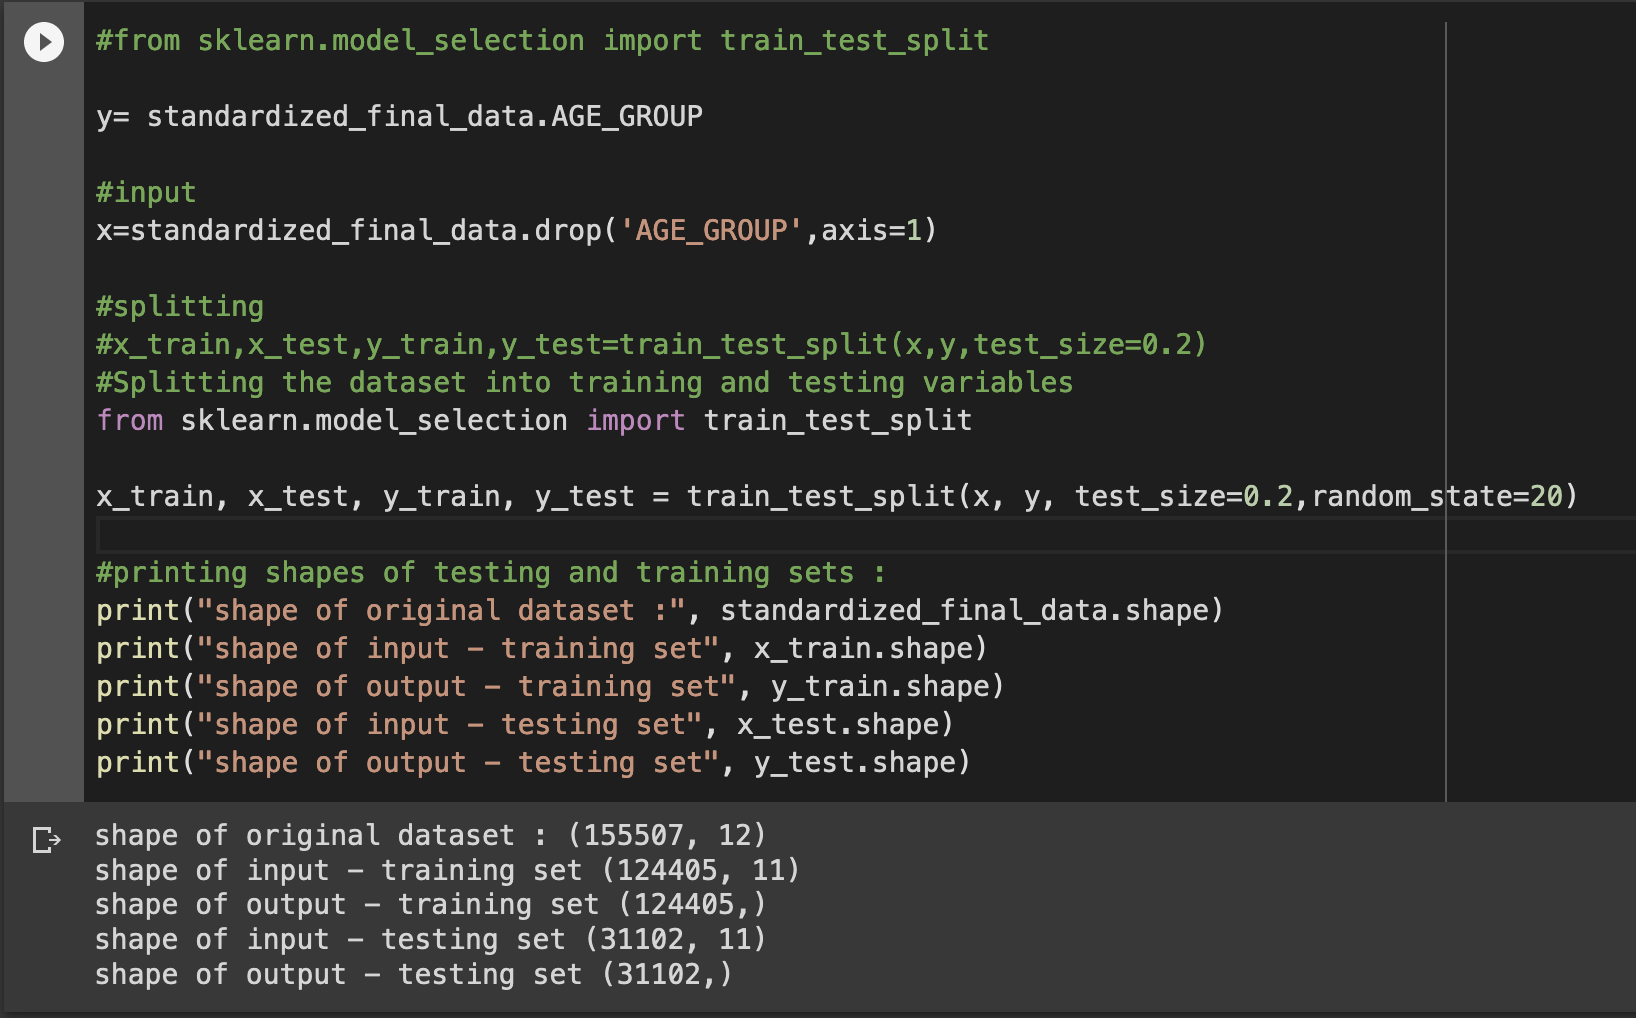 #from sklearn.model_selection import train_test_split
y= standardized_final_data.AGE_GROUP
#input
x=standardized_final_data.drop('AGE_GROUP',axis=1)
#splitting
#x_train,x_test,y_train,y_test=train_test_split(x,y,test_size=0.2)
#Splitting the dataset into training and testing variables
from sklearn.model_selection import train_test_split
x_train, x_test, y_train, y_test = train_test_split(x, y, test_size=0.2,random_state=20)
#printing shapes of testing and training sets :
print("shape of original dataset :", standardized_final_data.shape)
print("shape of input - training set", x_train.shape)
print("shape of output - training set", y_train.shape)
print("shape of input - testing set", x_test.shape)
print("shape of output - testing set", y_test.shape)
shape of original dataset : (155507, 12)
shape of input - training set (124405, 11)
shape of output - training set (124405,)
shape of input - testing set (31102, 11)
shape of output - testing set (31102,)